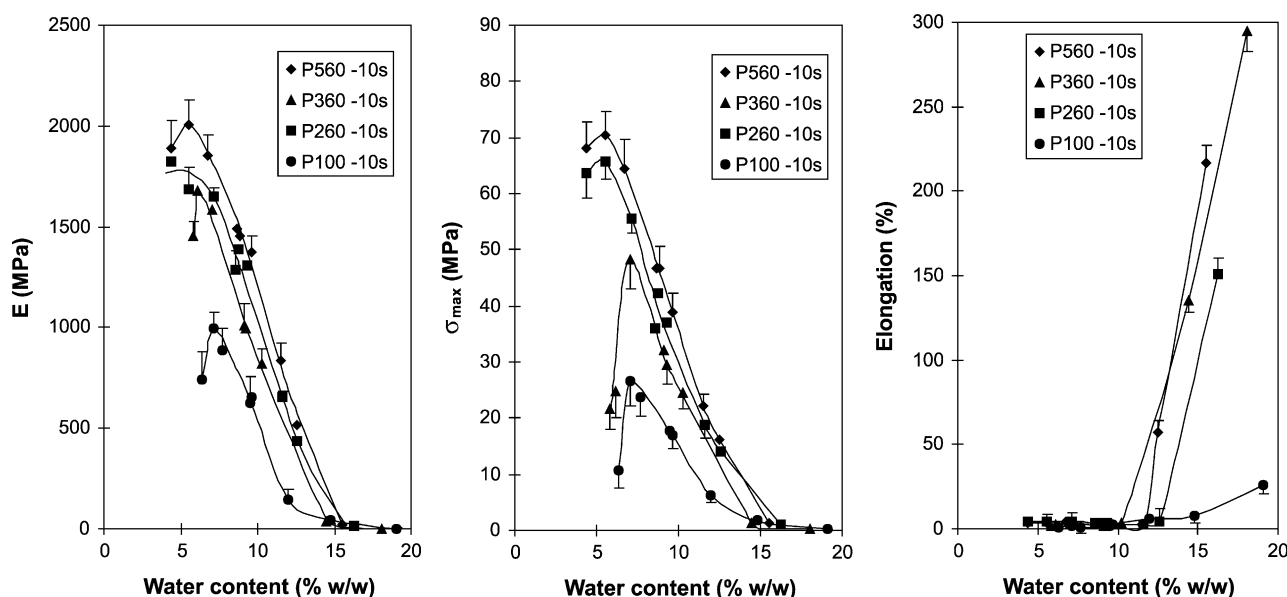 2500
2000
1500
1000
500
0
0
5
10
15
20
E (MPa)
Water content (% w/w)
P560 -10s
P360 -10s
P260 -10s
P100 -10s
90
80
70
60
50
40
30
20
10
0
0
5
10
15
20
σmax (MPa)
Water content (% w/w)
P560 -10s
P360 -10s
P260 -10s
P100 -10s
300
250
200
150
100
50
0
0
5
10
15
20
Elongation (%)
Water content (% w/w)
P560 -10s
P360 -10s
P260 -10s
P100 -10s